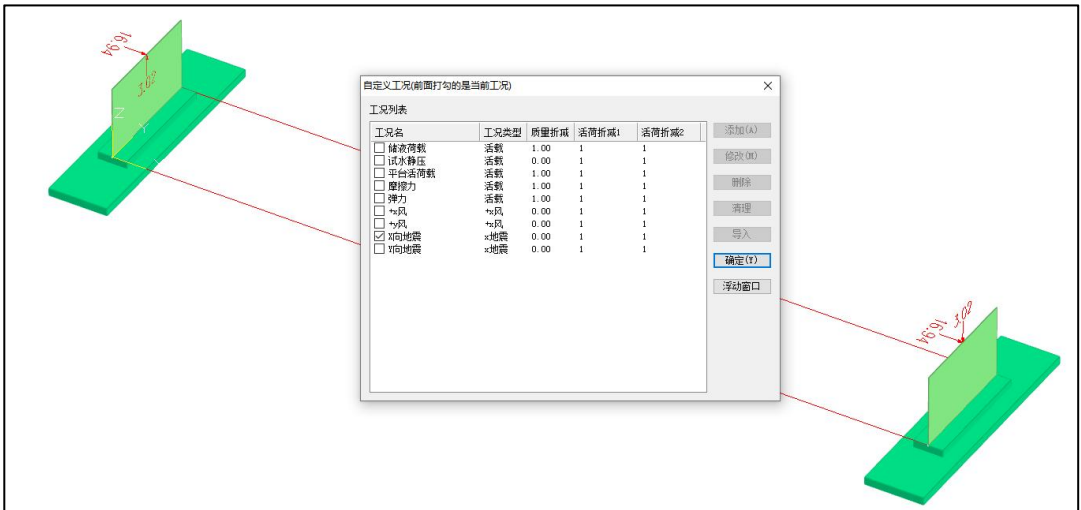 16.94
3.02
Z
Y
自定义工况(前面打勾的是当前工况)
工况列表
工况名 工况类型 质量折减 活荷折减1 活荷折减2
储液荷载 活载 1.00 1 1
试水静压 活载 0.00 1 1
平台活荷载 活载 1.00 1 1
摩擦力 活载 1.00 1 1
弹力 活载 1.00 1 1
+x风 +x风 0.00 1 1
+y风 +x风 0.00 1 1
X向地震 x地震 0.00 1 1
Y向地震 x地震 0.00 1 1
添加(A)
修改(M)
删除
清理
导入
确定(Y)
浮动窗口
16.94
3.02